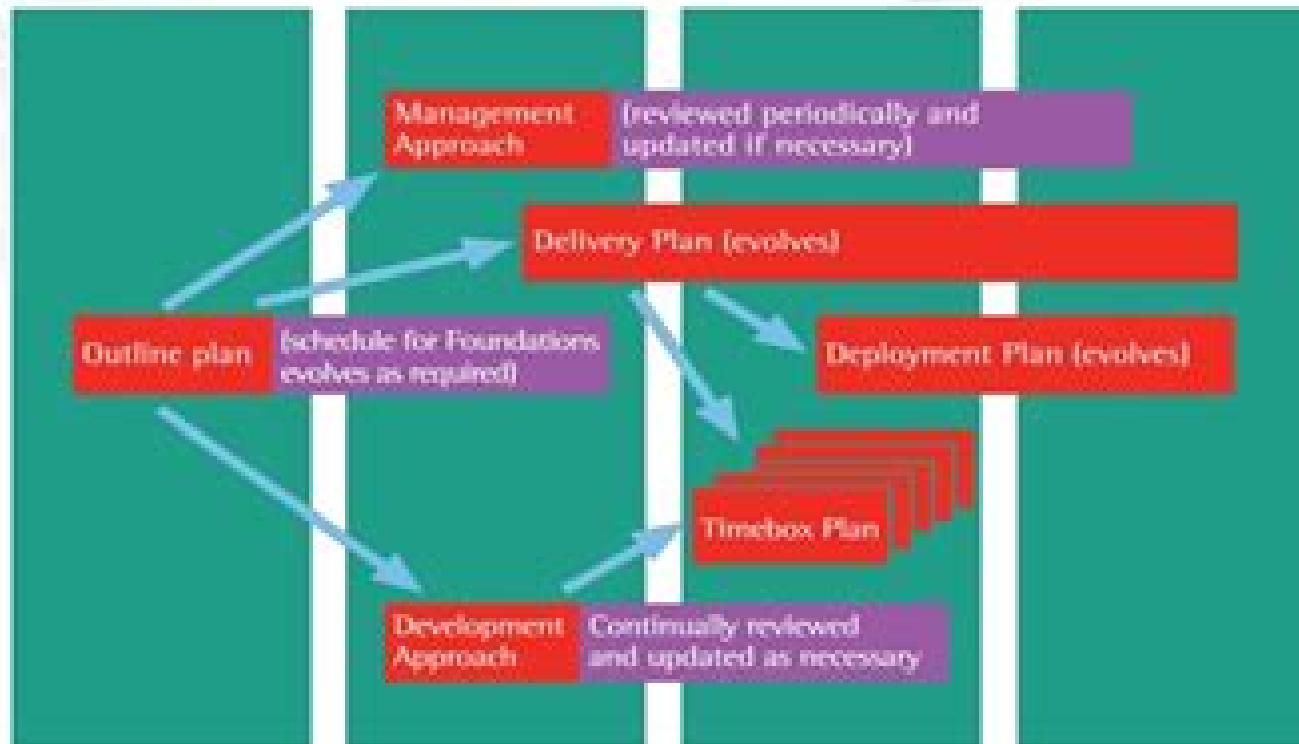 Management
Approach
(reviewed periodically and
updated if necessary)
Delivery Plan (evolves)
Outline plan
(schedule for Foundations
evolves as required)
Deployment Plan (evolves)
Timebox Plan
Development
Approach
Continually reviewed
and updated as necessary